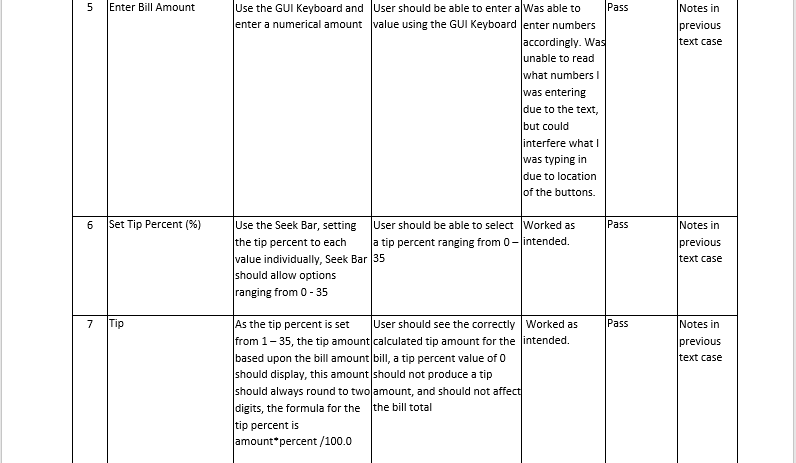 5
Enter Bill Amount
Use the GUI Keyboard and
enter a numerical amount
User should be able to enter a
value using the GUI Keyboard
Was able to
enter numbers
accordingly. Was
unable to read
what numbers I
was entering
due to the text,
but could
interfere what I
was typing in
due to location
of the buttons.
Pass
Notes in
previous
text case
6
Set Tip Percent (%)
Use the Seek Bar, setting
the tip percent to each
value individually, Seek Bar
should allow options
ranging from 0 - 35
User should be able to select
a tip percent ranging from 0 –
35
Worked as
intended.
Pass
Notes in
previous
text case
7
Tip
As the tip percent is set
from 1 – 35, the tip amount
based upon the bill amount
should display, this amount
should always round to two
digits, the formula for the
tip percent is
amount*percent /100.0
User should see the correctly
calculated tip amount for the
bill, a tip percent value of 0
should not produce a tip
amount, and should not affect
the bill total
Worked as
intended.
Pass
Notes in
previous
text case